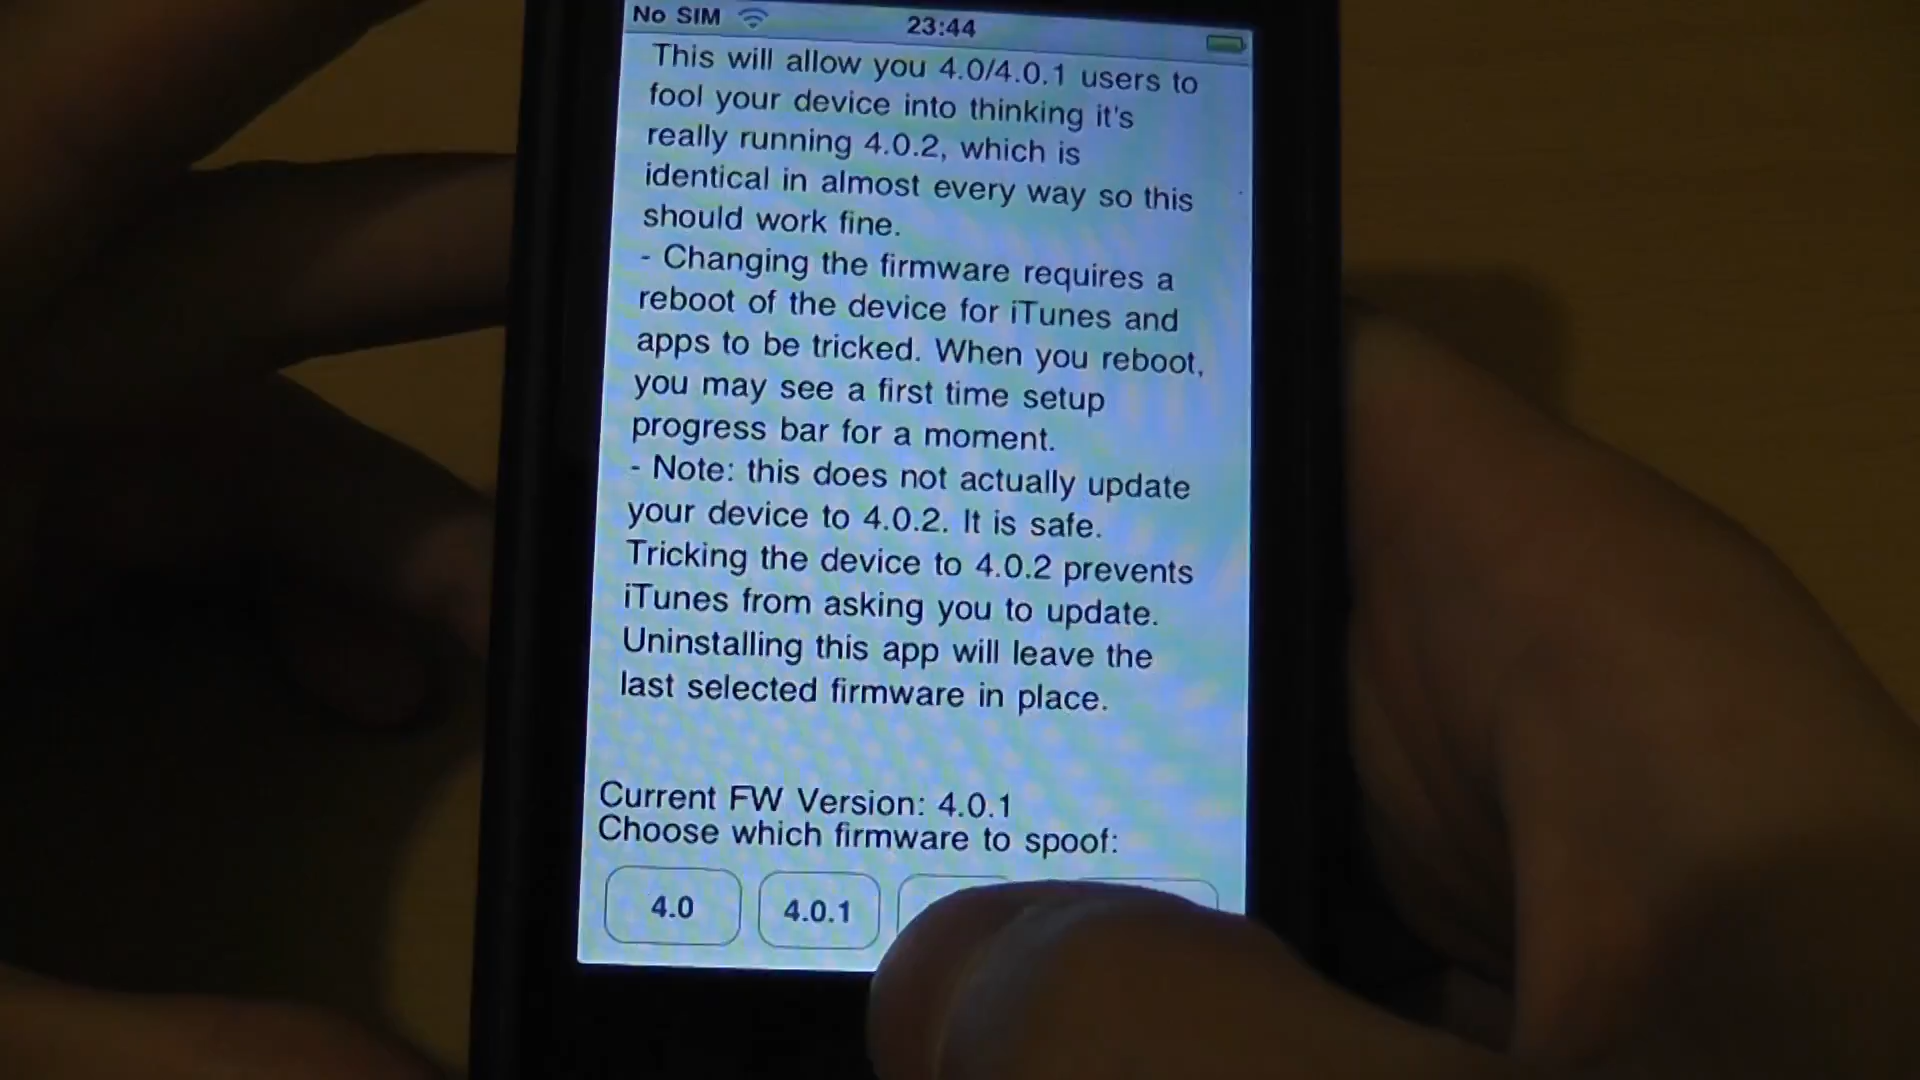 No SIM 23:44
This will allow you 4.0/4.0.1 users to
fool your device into thinking it's
really running 4.0.2, which is
identical in almost every way so this
should work fine.
- Changing the firmware requires a
reboot of the device for iTunes and
apps to be tricked. When you reboot,
you may see a first time setup
progress bar for a moment.
- Note: this does not actually update
your device to 4.0.2. It is safe.
Tricking the device to 4.0.2 prevents
iTunes from asking you to update.
Uninstalling this app will leave the
last selected firmware in place.
Current FW Version: 4.0.1
Choose which firmware to spoof:
4.0 4.0.1